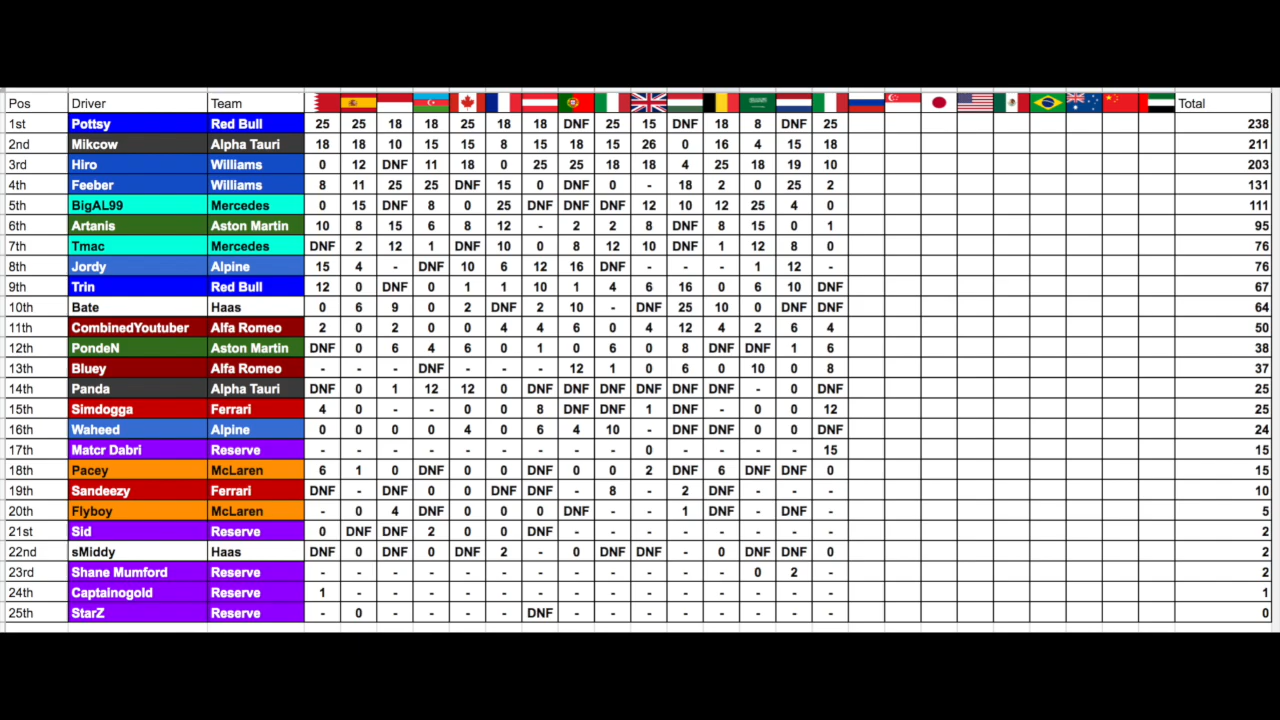 Pos Driver Team Total
1st Pottsy Red Bull 25 25 18 18 25 18 18 DNF 25 15 DNF 18 8 DNF 25 238
2nd Mikcow Alpha Tauri 18 18 10 15 15 8 15 18 15 26 0 16 4 15 18 211
3rd Hiro Williams 0 12 DNF 11 18 0 25 25 18 18 4 25 18 19 10 203
4th Feeber Williams 8 11 25 25 DNF 15 0 DNF 0 - 18 2 0 25 2 131
5th BigAL99 Mercedes 0 15 DNF 8 0 25 DNF DNF DNF 12 10 12 25 4 0 111
6th Artanis Aston Martin 10 8 15 6 8 12 - 2 2 8 DNF 8 15 0 1 95
7th Tmac Mercedes DNF 2 12 1 DNF 10 0 8 12 10 DNF 1 12 8 0 76
8th Jordy Alpine 15 4 - DNF 10 6 12 16 DNF - - - 1 12 - 76
9th Trin Red Bull 12 0 DNF 0 1 1 10 1 4 6 16 0 6 10 DNF 67
10th Bate Haas 0 6 9 0 2 DNF 2 10 - DNF 25 10 0 DNF DNF 64
11th CombinedYoutuber Alfa Romeo 2 0 2 0 0 4 4 6 0 4 12 4 2 6 4 50
12th PondeN Aston Martin DNF 0 6 4 6 0 1 0 6 0 8 DNF DNF 1 6 38
13th Bluey Alfa Romeo - - - DNF - - - 12 1 0 6 0 10 0 8 37
14th Panda Alpha Tauri DNF 0 1 12 12 0 DNF DNF DNF DNF DNF DNF - 0 DNF 25
15th Simdogga Ferrari 4 0 - - 0 0 8 DNF DNF 1 DNF - 0 0 12 25
16th Waheed Alpine 0 0 0 0 4 0 6 4 10 - DNF DNF 0 0 DNF 24
17th Matcr Dabri Reserve - - - - - - - - - 0 - - - - 15 15
18th Pacey McLaren 6 1 0 DNF 0 0 DNF 0 0 2 DNF 6 DNF DNF 0 15
19th Sandeezy Ferrari DNF - DNF 0 0 DNF DNF - 8 - 2 DNF - - - 10
20th Flyboy McLaren - 0 4 DNF 0 0 0 DNF - - 1 DNF - - - 5
21st Sid Reserve 0 DNF DNF 2 0 0 DNF - - - - - - - - 2
22nd sMiddy Haas DNF 0 DNF 0 DNF 2 - 0 DNF DNF - 0 DNF DNF 0 2
23rd Shane Mumford Reserve - - - - - - - - - - - - 0 2 - 2
24th Captainogold Reserve 1 - - - - - - - - - - - - - - 1
25th StarZ Reserve - 0 - - - - DNF - - - - - - - - 0